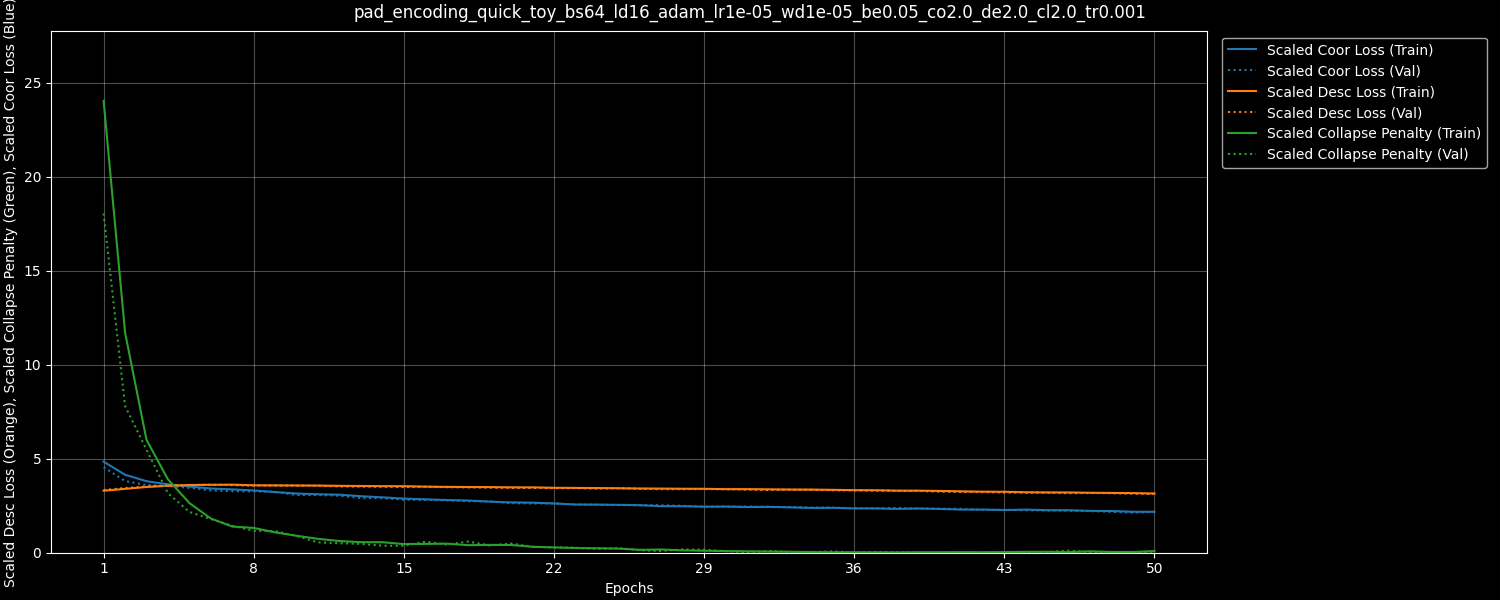 pad_encoding_quick_toy_bs64_ld16_adam_lr1e-05_wd1e-05_be0.05_co2.0_de2.0_cl2.0_tr0.001
Scaled Desc Loss (Orange), Scaled Collapse Penalty (Green), Scaled Coor Loss (Blue)
25
20
15
10
5
0
1 8 15 22 29 36 43 50
Epochs
Scaled Coor Loss (Train)
Scaled Coor Loss (Val)
Scaled Desc Loss (Train)
Scaled Desc Loss (Val)
Scaled Collapse Penalty (Train)
Scaled Collapse Penalty (Val)